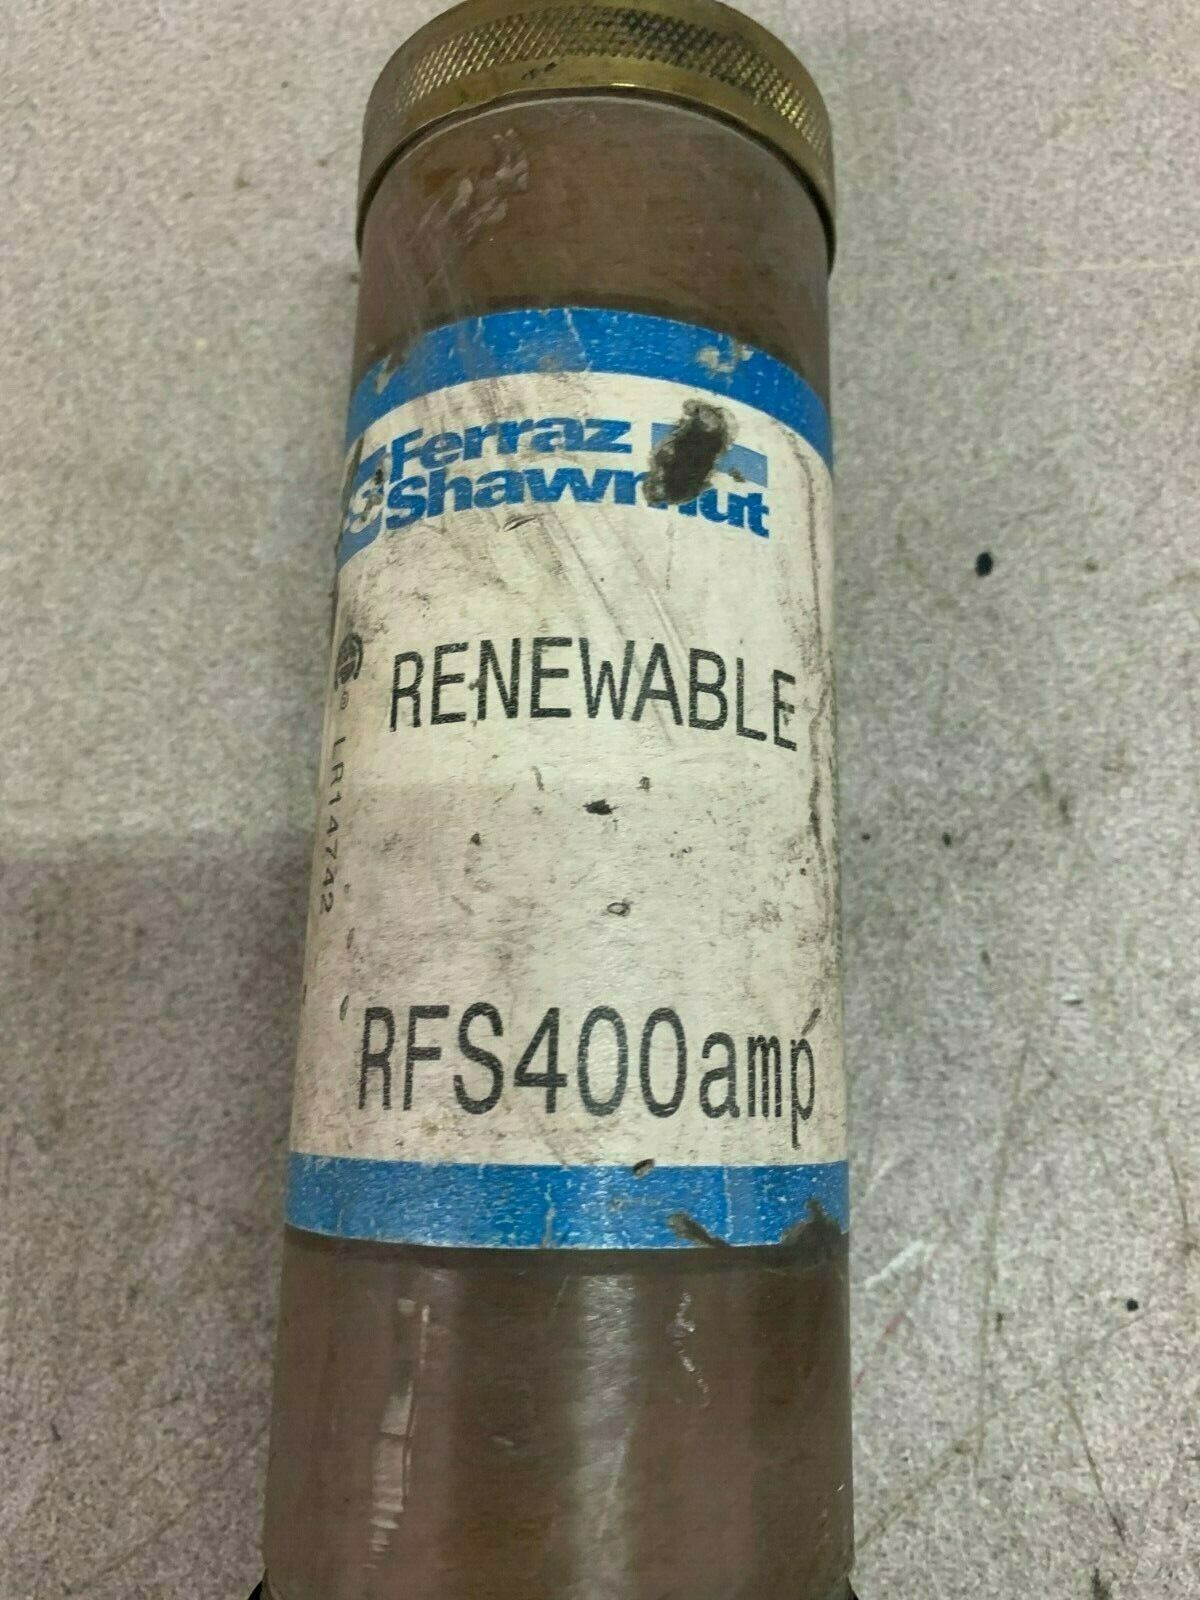 Ferraz
Shawmut
RENEWABLE
® LR14742
RFS400amp